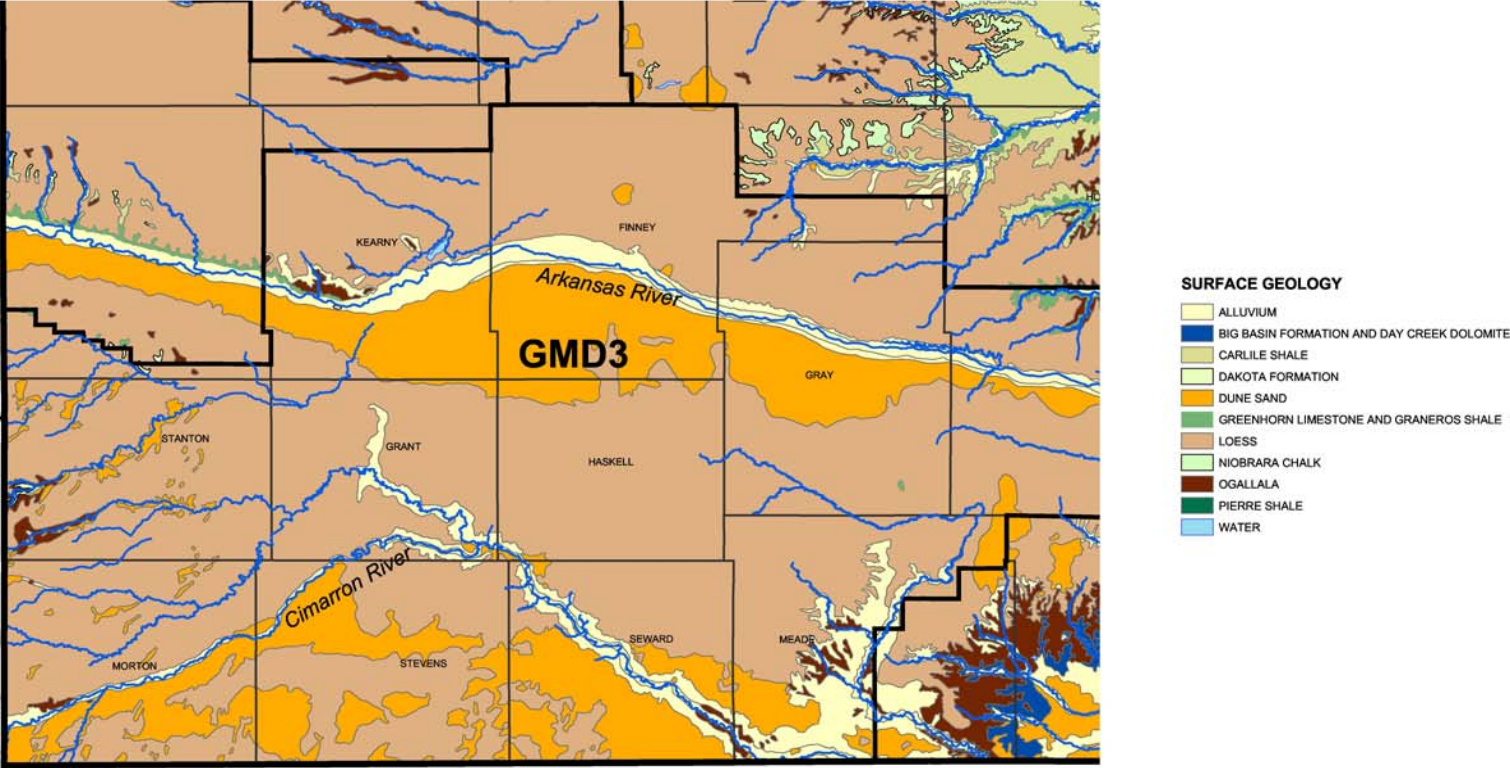 FINNEY
KEARNY
Arkansas River
GMD3
GRAY
STANTON
GRANT
HASKELL
Cimarron River
SEWARD
MEADE
STEVENS
MORTON
SURFACE GEOLOGY
ALLUVIUM
BIG BASIN FORMATION AND DAY CREEK DOLOMITE
CARLILE SHALE
DAKOTA FORMATION
DUNE SAND
GREENHORN LIMESTONE AND GRANEROS SHALE
LOESS
NIOBRARA CHALK
OGALLALA
PIERRE SHALE
WATER